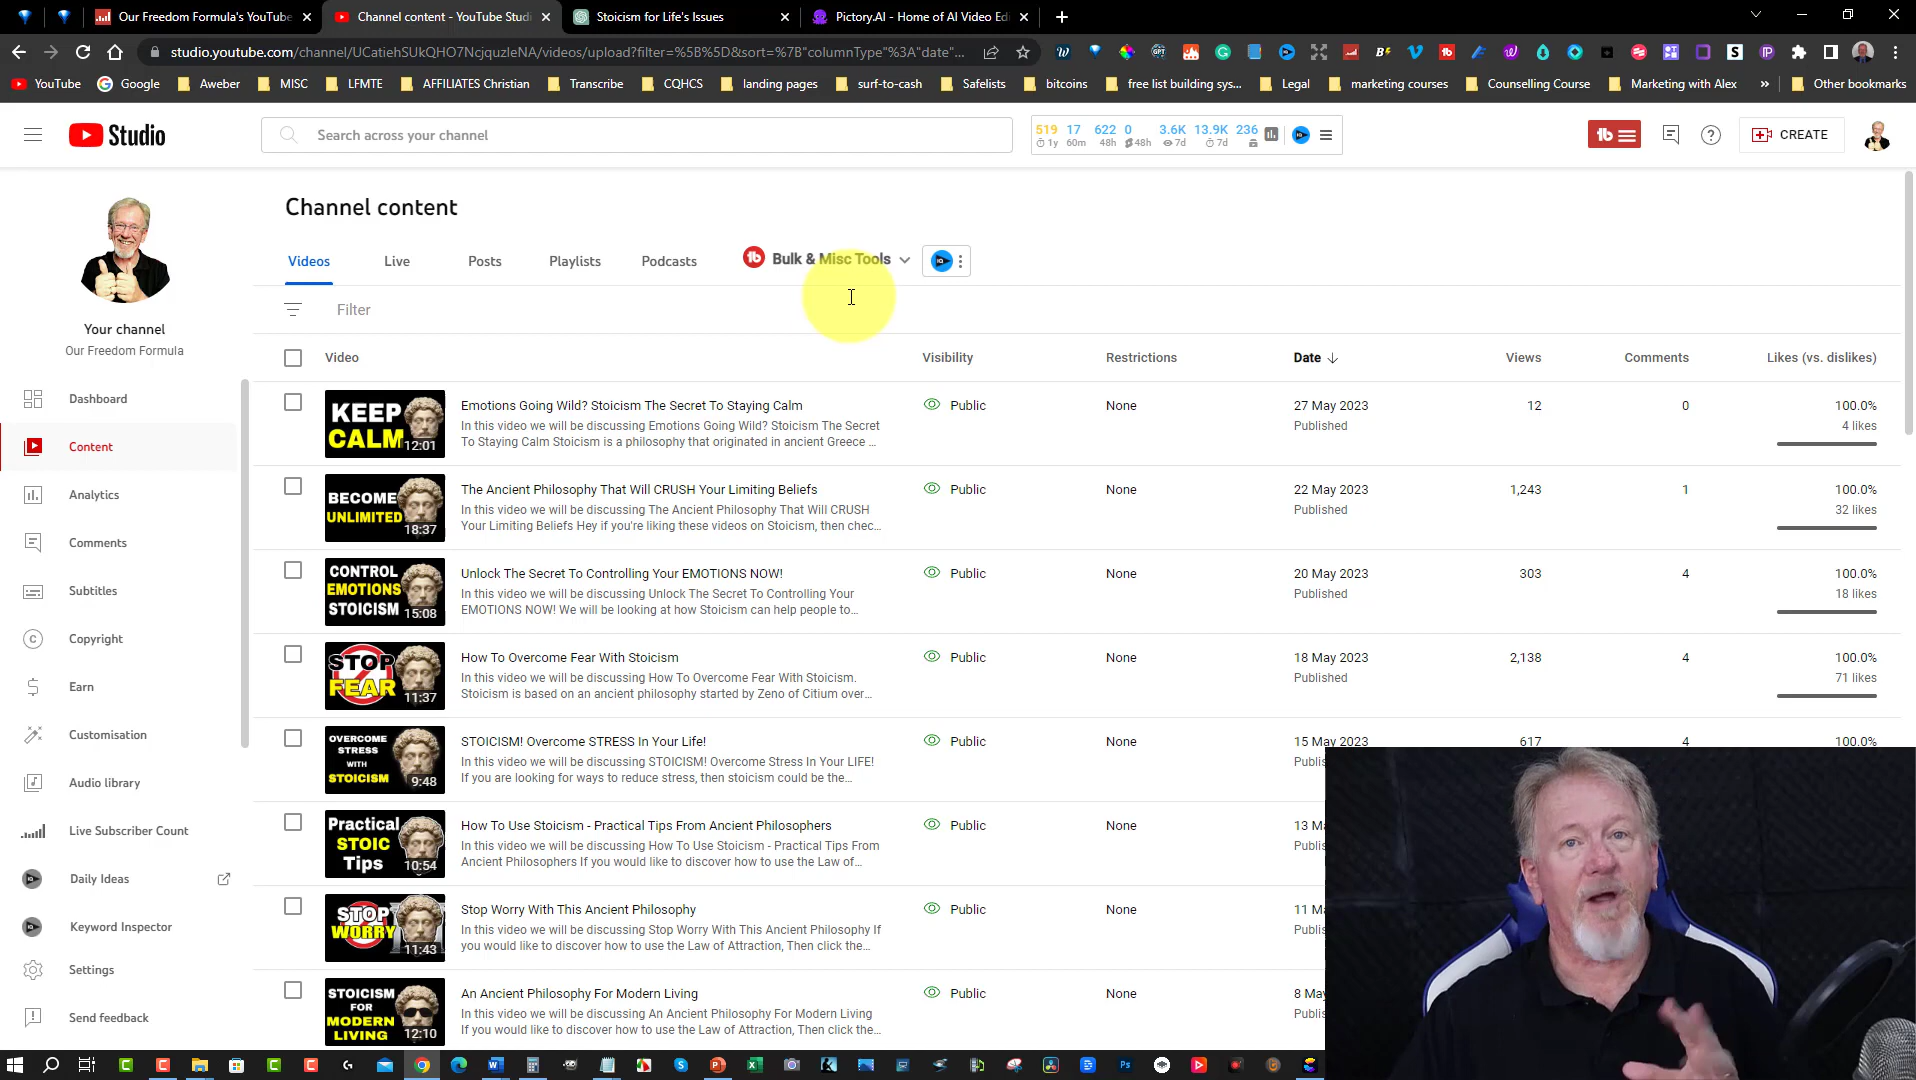 Our Freedom Formula's YouTube
Channel content - YouTube Studi
Stoicism for Life's Issues
Pictory.AI - Home of AI Video Edi
studio.youtube.com/channel/UCatiehSUkQHO7NcjquzleNA/videos/upload?filter=%5B%5D&sort=%7B"columnType"%3A"date"...
YouTube Google Aweber MISC LFMTE AFFILIATES Christian Transcribe CQHCS landing pages surf-to-cash Safelists bitcoins free list building sys... Legal marketing courses Counselling Course Marketing with Alex » Other bookmarks
Studio
Search across your channel
519 17 622 0 3.6K 13.9K 236
1y 60m 48h 48h 7d 7d
CREATE
Channel content
Videos Live Posts Playlists Podcasts Bulk & Misc Tools
Filter
Your channel
Our Freedom Formula
Dashboard
Content
Analytics
Comments
Subtitles
Copyright
Earn
Customisation
Audio library
Live Subscriber Count
Daily Ideas
Keyword Inspector
Settings
Send feedback
Video Visibility Restrictions Date Views Comments Likes (vs. dislikes)
KEEP
CALM
12:01
Emotions Going Wild? Stoicism The Secret To Staying Calm
In this video we will be discussing Emotions Going Wild? Stoicism The Secret
To Staying Calm Stoicism is a philosophy that originated in ancient Greece ...
Public None 27 May 2023 12 0 100.0%
Published 4 likes
BECOME
UNLIMITED
18:37
The Ancient Philosophy That Will CRUSH Your Limiting Beliefs
In this video we will be discussing The Ancient Philosophy That Will CRUSH
Your Limiting Beliefs Hey if you're liking these videos on Stoicism, then chec...
Public None 22 May 2023 1,243 1 100.0%
Published 32 likes
CONTROL
EMOTIONS
STOICISM
15:08
Unlock The Secret To Controlling Your EMOTIONS NOW!
In this video we will be discussing Unlock The Secret To Controlling Your
EMOTIONS NOW! We will be looking at how Stoicism can help people to...
Public None 20 May 2023 303 4 100.0%
Published 18 likes
STOP
FEAR
11:37
How To Overcome Fear With Stoicism
In this video we will be discussing How To Overcome Fear With Stoicism.
Stoicism is based on an ancient philosophy started by Zeno of Citium over...
Public None 18 May 2023 2,138 4 100.0%
Published 71 likes
OVERCOME
STRESS
WITH
STOICISM
9:48
STOICISM! Overcome STRESS In Your Life!
In this video we will be discussing STOICISM! Overcome Stress In Your LIFE!
If you are looking for ways to reduce stress, then stoicism could be the...
Public None 15 May 2023 617 4 100.0%
Publis
Practical
STOIC
Tips
10:54
How To Use Stoicism - Practical Tips From Ancient Philosophers
In this video we will be discussing How To Use Stoicism - Practical Tips From
Ancient Philosophers If you would like to discover how to use the Law of...
Public None 13 Ma
Publis
STOP
WORRY
11:43
Stop Worry With This Ancient Philosophy
In this video we will be discussing Stop Worry With This Ancient Philosophy If
you would like to discover how to use the Law of Attraction, Then click the...
Public None 11 Ma
Publis
STOICISM
FOR
MODERN
LIVING
12:10
An Ancient Philosophy For Modern Living
In this video we will be discussing An Ancient Philosophy For Modern Living
If you would like to discover how to use the Law of Attraction, Then click the...
Public None 8 May
Publis